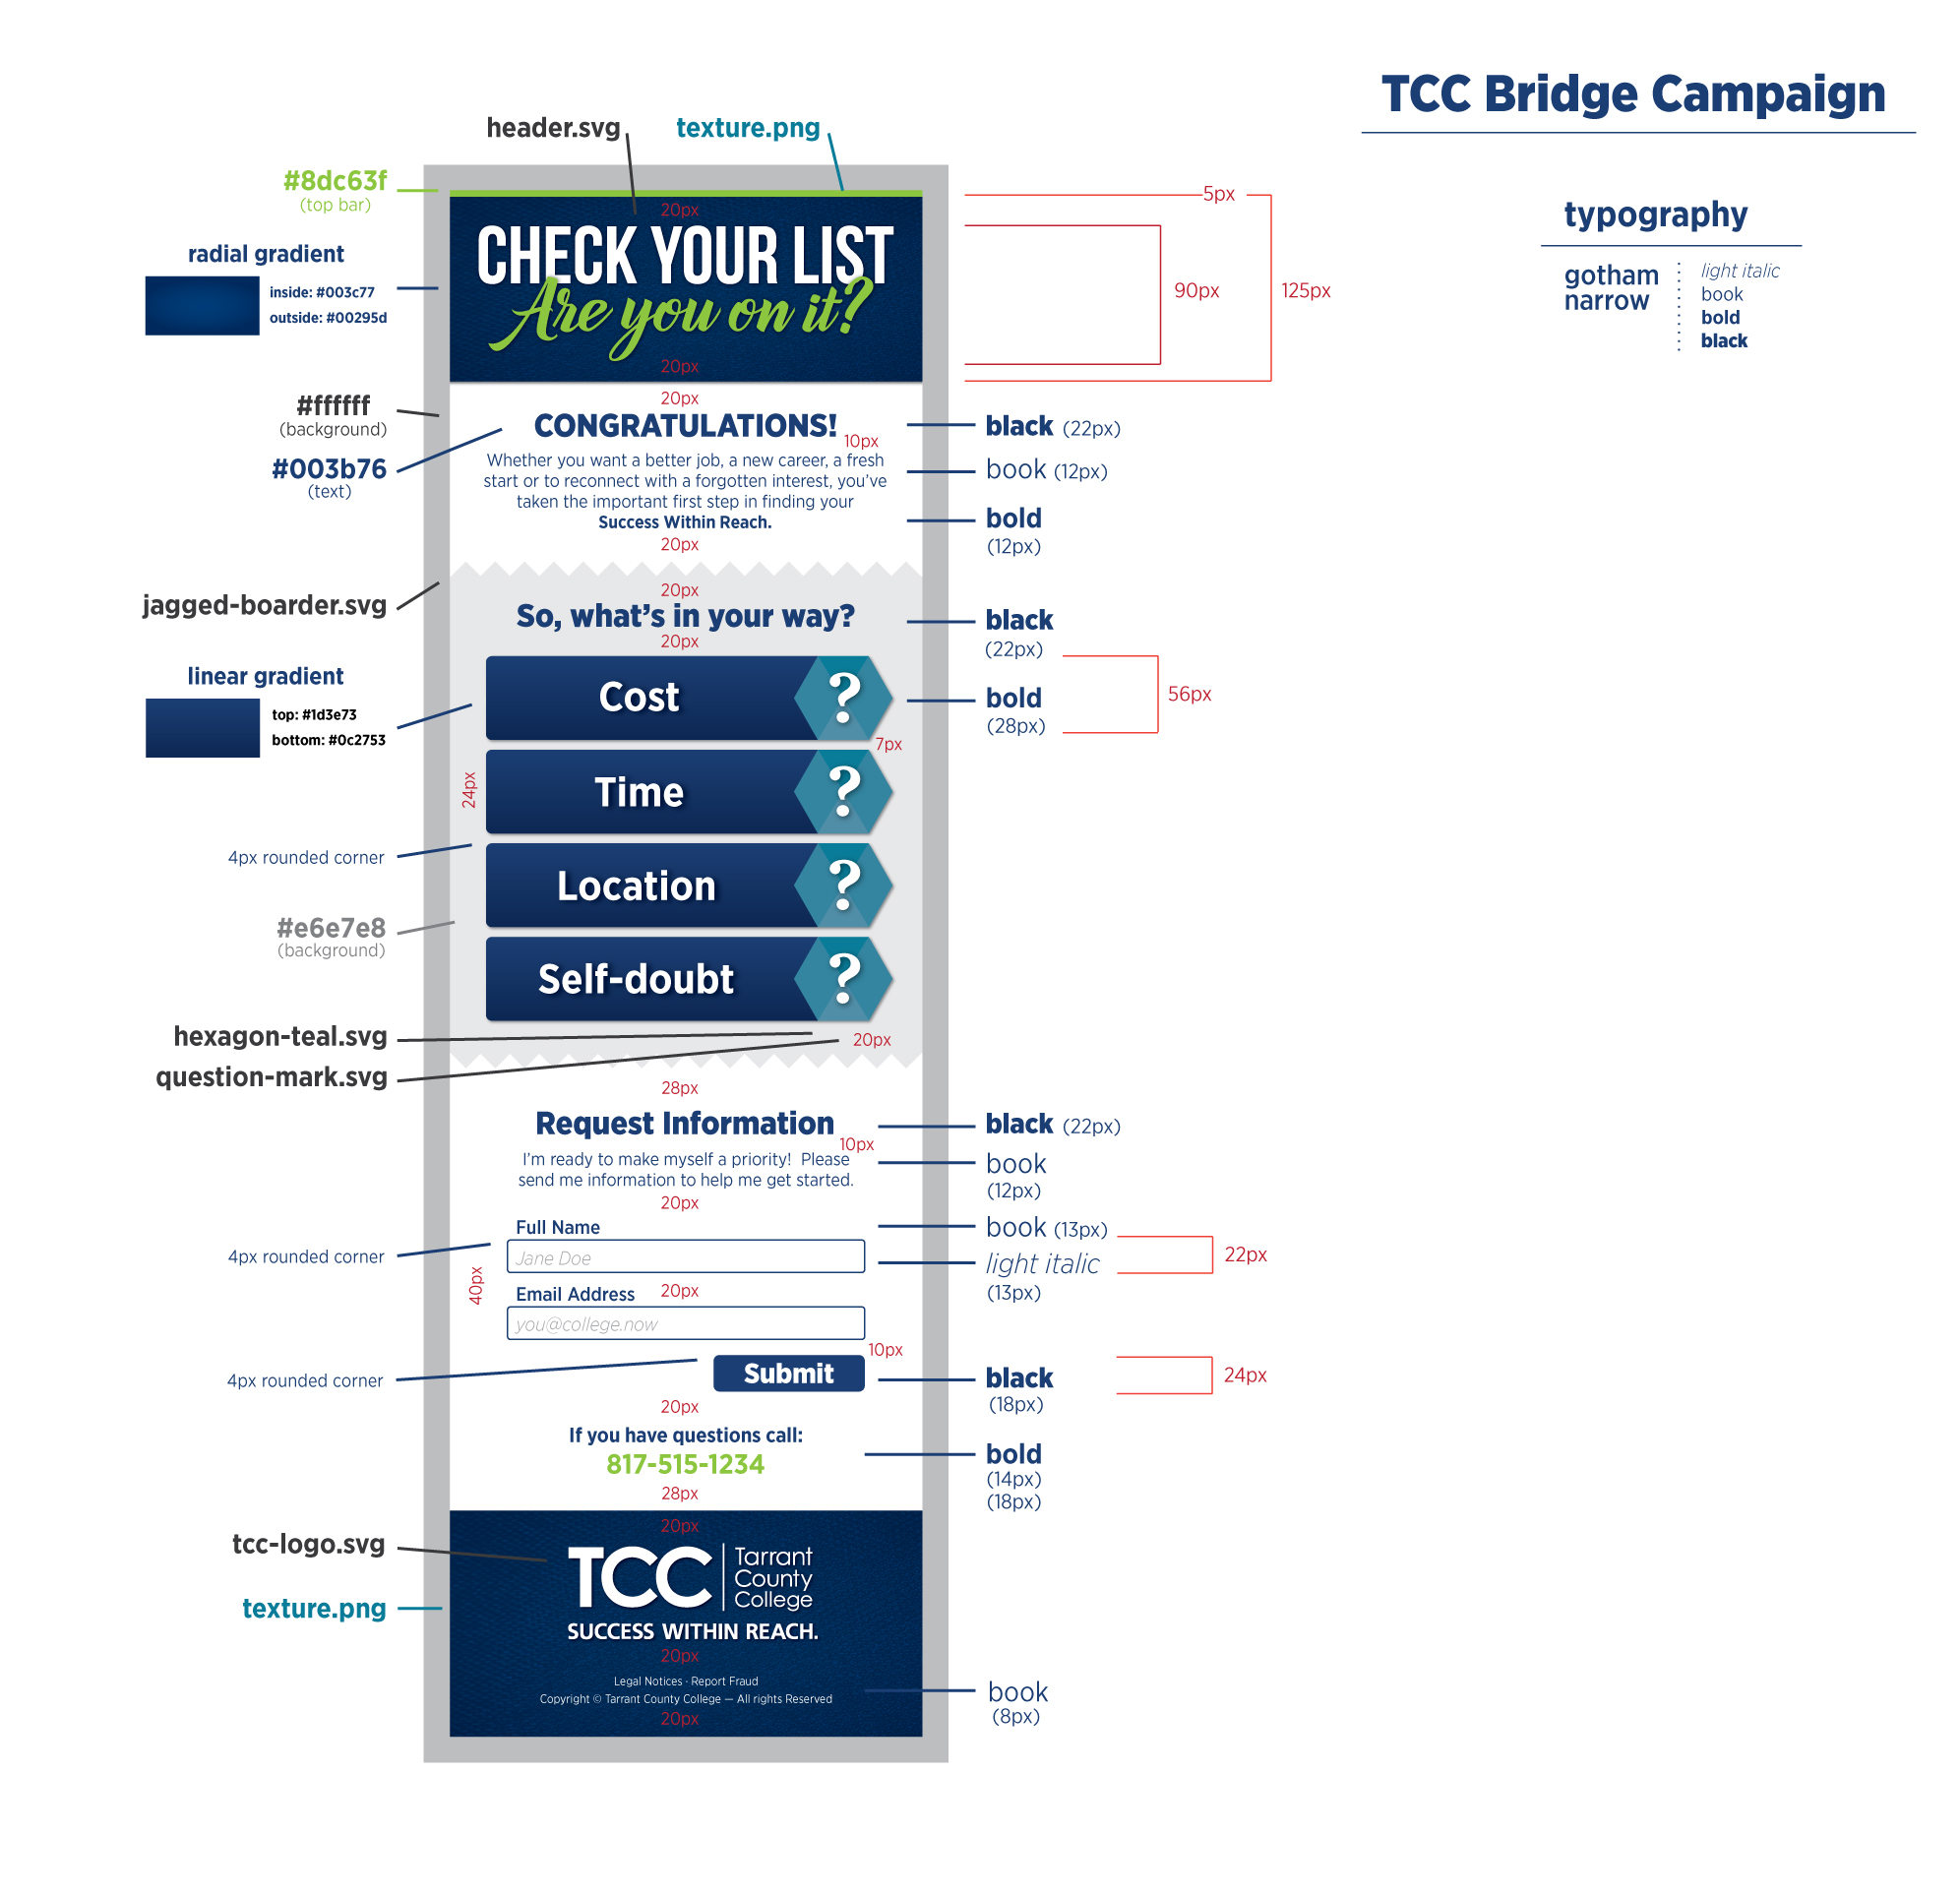 TCC Bridge Campaign
header.svg
texture.png
#8dc63f
(top bar)
5px
typography
20px
radial gradient
CHECK YOUR LIST
Are you on it?
inside: #003c77
outside: #00295d
90px
125px
gotham
narrow
light italic
book
bold
black
20px
20px
#ffffff
(background)
CONGRATULATIONS!
10px
black (22px)
#003b76
(text)
Whether you want a better job, a new career, a fresh
start or to reconnect with a forgotten interest, you've
taken the important first step in finding your
Success Within Reach.
book (12px)
bold
(12px)
20px
jagged-boarder.svg
20px
So, what's in your way?
20px
black
(22px)
linear gradient
top: #1d3e73
bottom: #0c2753
Cost
?
bold
(28px)
56px
7px
24px
Time
?
4px rounded corner
Location
?
#e6e7e8
(background)
Self-doubt
?
hexagon-teal.svg
question-mark.svg
20px
28px
Request Information
10px
black (22px)
I'm ready to make myself a priority!  Please
send me information to help me get started.
book
(12px)
20px
Full Name
book (13px)
4px rounded corner
Jane Doe
light italic
(13px)
22px
40px
Email Address
20px
you@college.now
10px
4px rounded corner
Submit
black
(18px)
24px
20px
If you have questions call:
817-515-1234
bold
(14px)
(18px)
28px
20px
tcc-logo.svg
TCC
Tarrant
County
College
texture.png
SUCCESS WITHIN REACH.
20px
Legal Notices · Report Fraud
Copyright © Tarrant County College — All rights Reserved
book
(8px)
20px